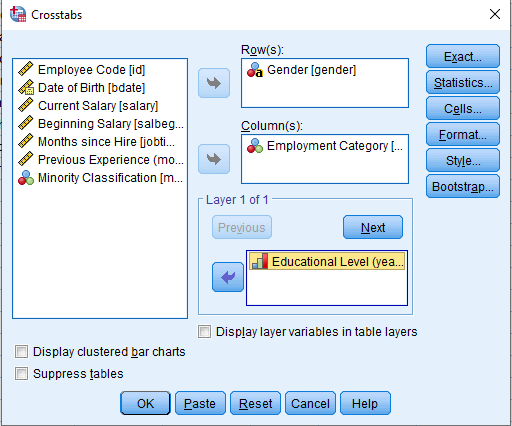 Crosstabs
Employee Code [id]
Date of Birth [bdate]
Current Salary [salary]
Beginning Salary [salbeg...
Months since Hire [jobti...
Previous Experience (mo...
Minority Classification [m...
Row(s):
Gender [gender]
Column(s):
Employment Category [...
Layer 1 of 1
Previous
Next
Educational Level (yea...
Display layer variables in table layers
Exact...
Statistics...
Cells...
Format...
Style...
Bootstrap...
Display clustered bar charts
Suppress tables
OK
Paste
Reset
Cancel
Help